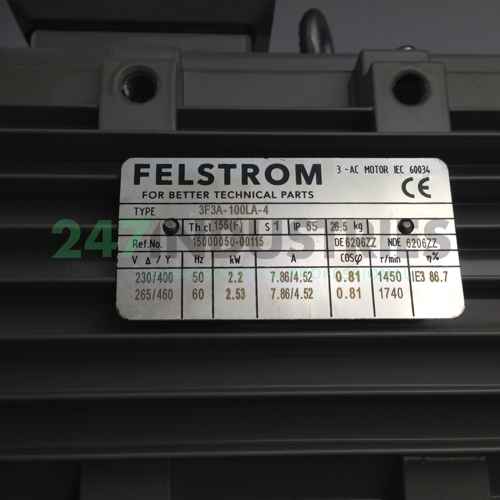 FELSTROM
3 -AC MOTOR IEC 60034
FOR BETTER TECHNICAL PARTS
CE
TYPE 3F3A-100LA-4
Th.cl. 155(F) S 1 IP 55 26.5 kg
Ref.No. 15000050-00115 DE 6206ZZ NDE 6206ZZ
V Δ / Y Hz kW A COSφ r/min η%
230/400 50 2.2 7.86/4.52 0.81 1450 IE3 86.7
265/460 60 2.53 7.86/4.52 0.81 1740
247 INDUSTRIES